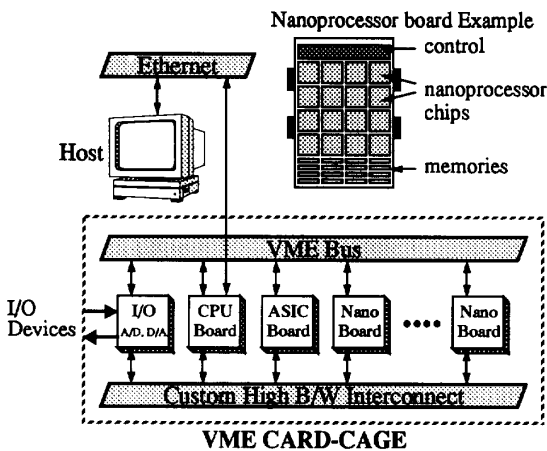 Nanoprocessor board Example
control
Ethernet
nanoprocessor
chips
Host
memories
VME Bus
I/O
Devices
I/O
A/D, D/A
CPU
Board
ASIC
Board
Nano
Board
Nano
Board
Custom High B/W Interconnect
VME CARD-CAGE